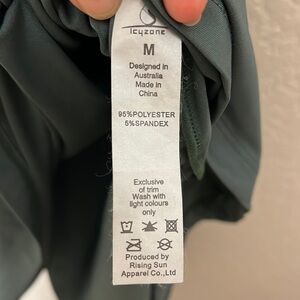 icyzone
M
Designed in
Australia
Made in
China
95%POLYESTER
5%SPANDEX
Exclusive
of trim
Wash with
light colours
only
Produced by
Rising Sun
Apparel Co.,Ltd